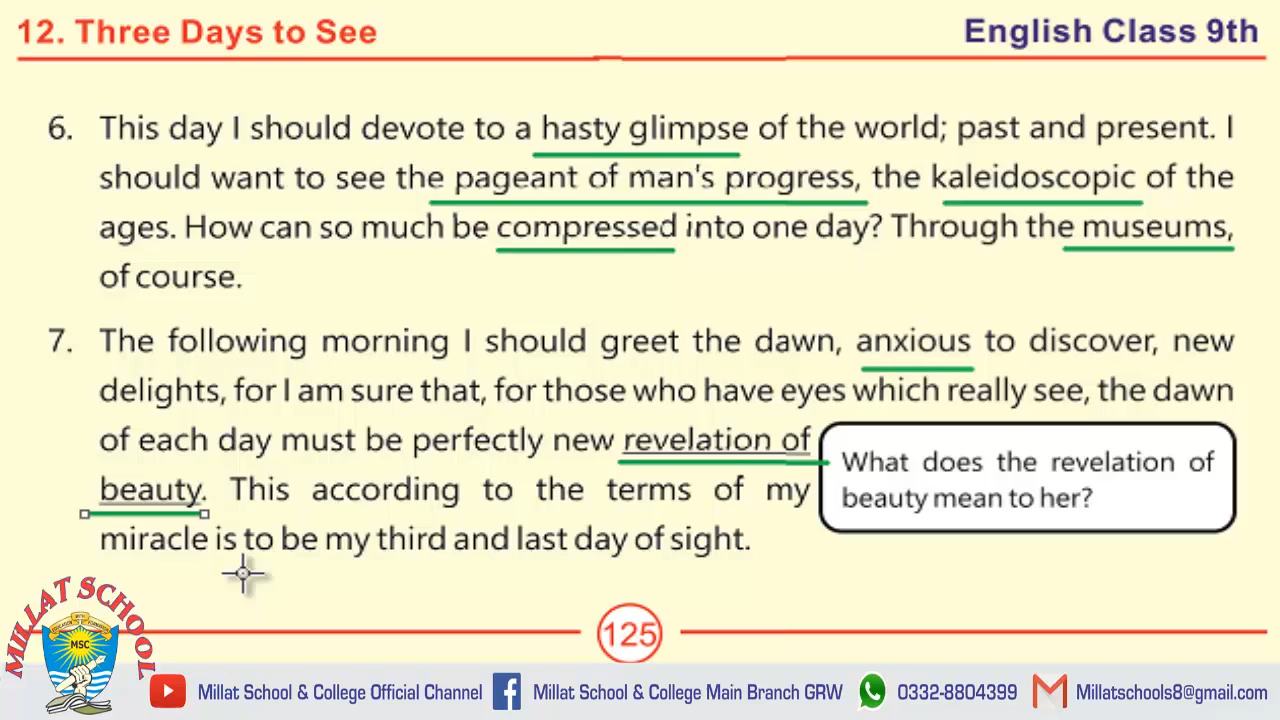 12. Three Days to See
English Class 9th
6. This day I should devote to a hasty glimpse of the world; past and present. I
should want to see the pageant of man's progress, the kaleidoscopic of the
ages. How can so much be compressed into one day? Through the museums,
of course.
7. The following morning I should greet the dawn, anxious to discover, new
delights, for I am sure that, for those who have eyes which really see, the dawn
of each day must be perfectly new revelation of
beauty. This according to the terms of my
miracle is to be my third and last day of sight.
What does the revelation of
beauty mean to her?
125
MILLAT SCHOOL
MSC
Millat School & College Official Channel
Millat School & College Main Branch GRW
0332-8804399
Millatschools8@gmail.com